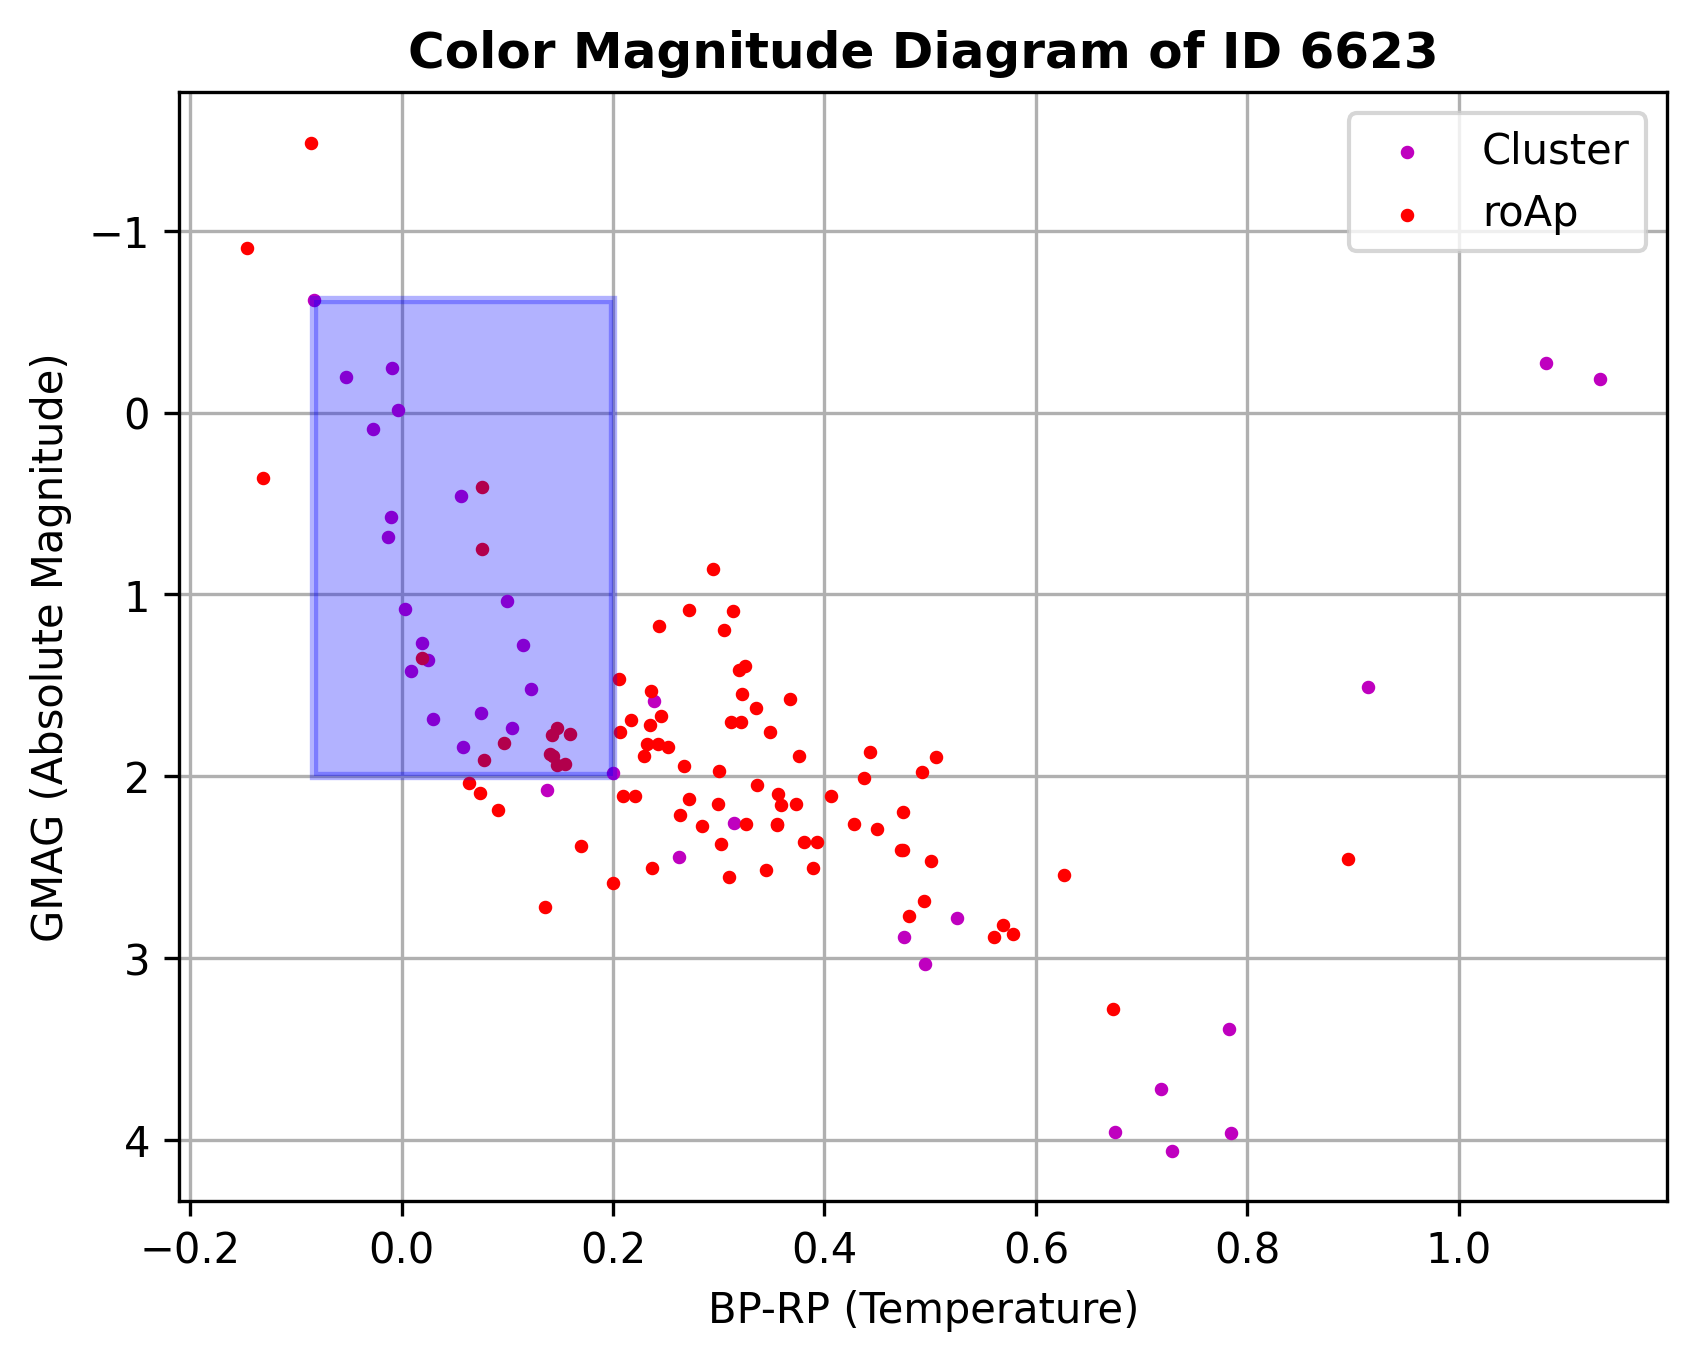 Color Magnitude Diagram of ID 6623
Cluster
roAp
GMAG (Absolute Magnitude)
−1
0
1
2
3
4
−0.2
0.0
0.2
0.4
0.6
0.8
1.0
BP-RP (Temperature)